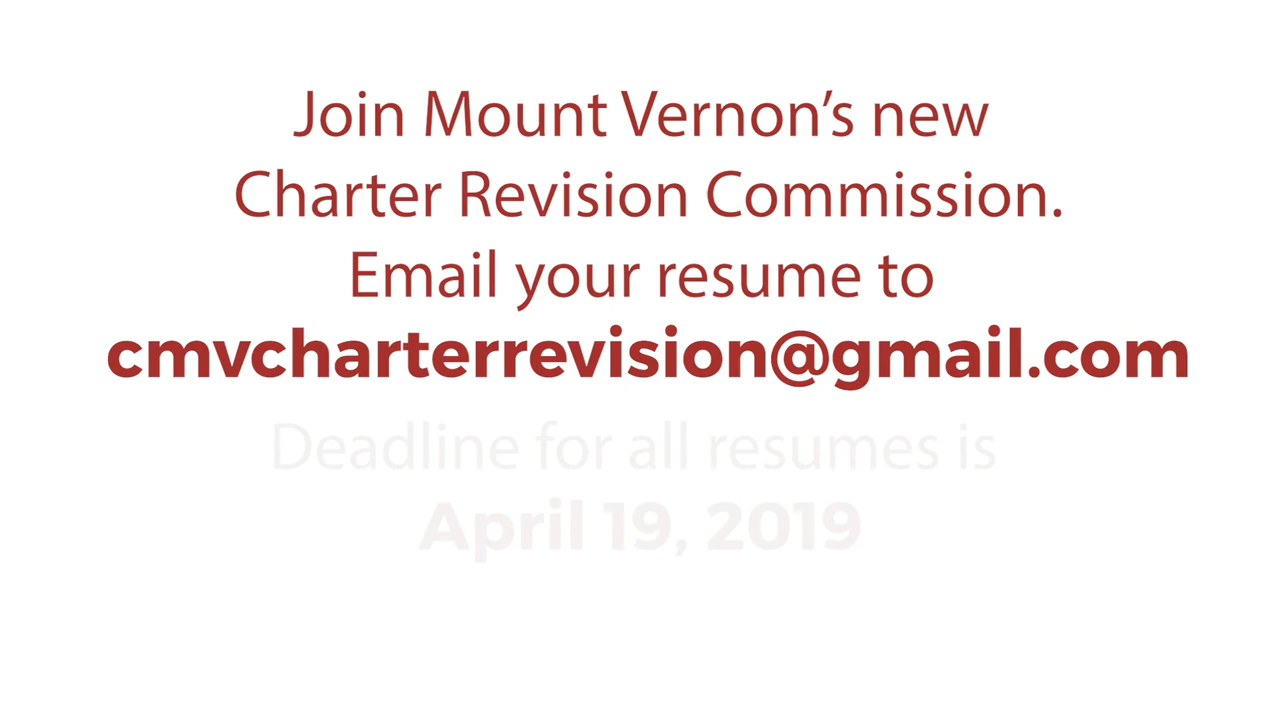 Join Mount Vernon’s new
Charter Revision Commission.
Email your resume to
cmvcharterrevision@gmail.com
Deadline for all resumes is
April 19, 2019